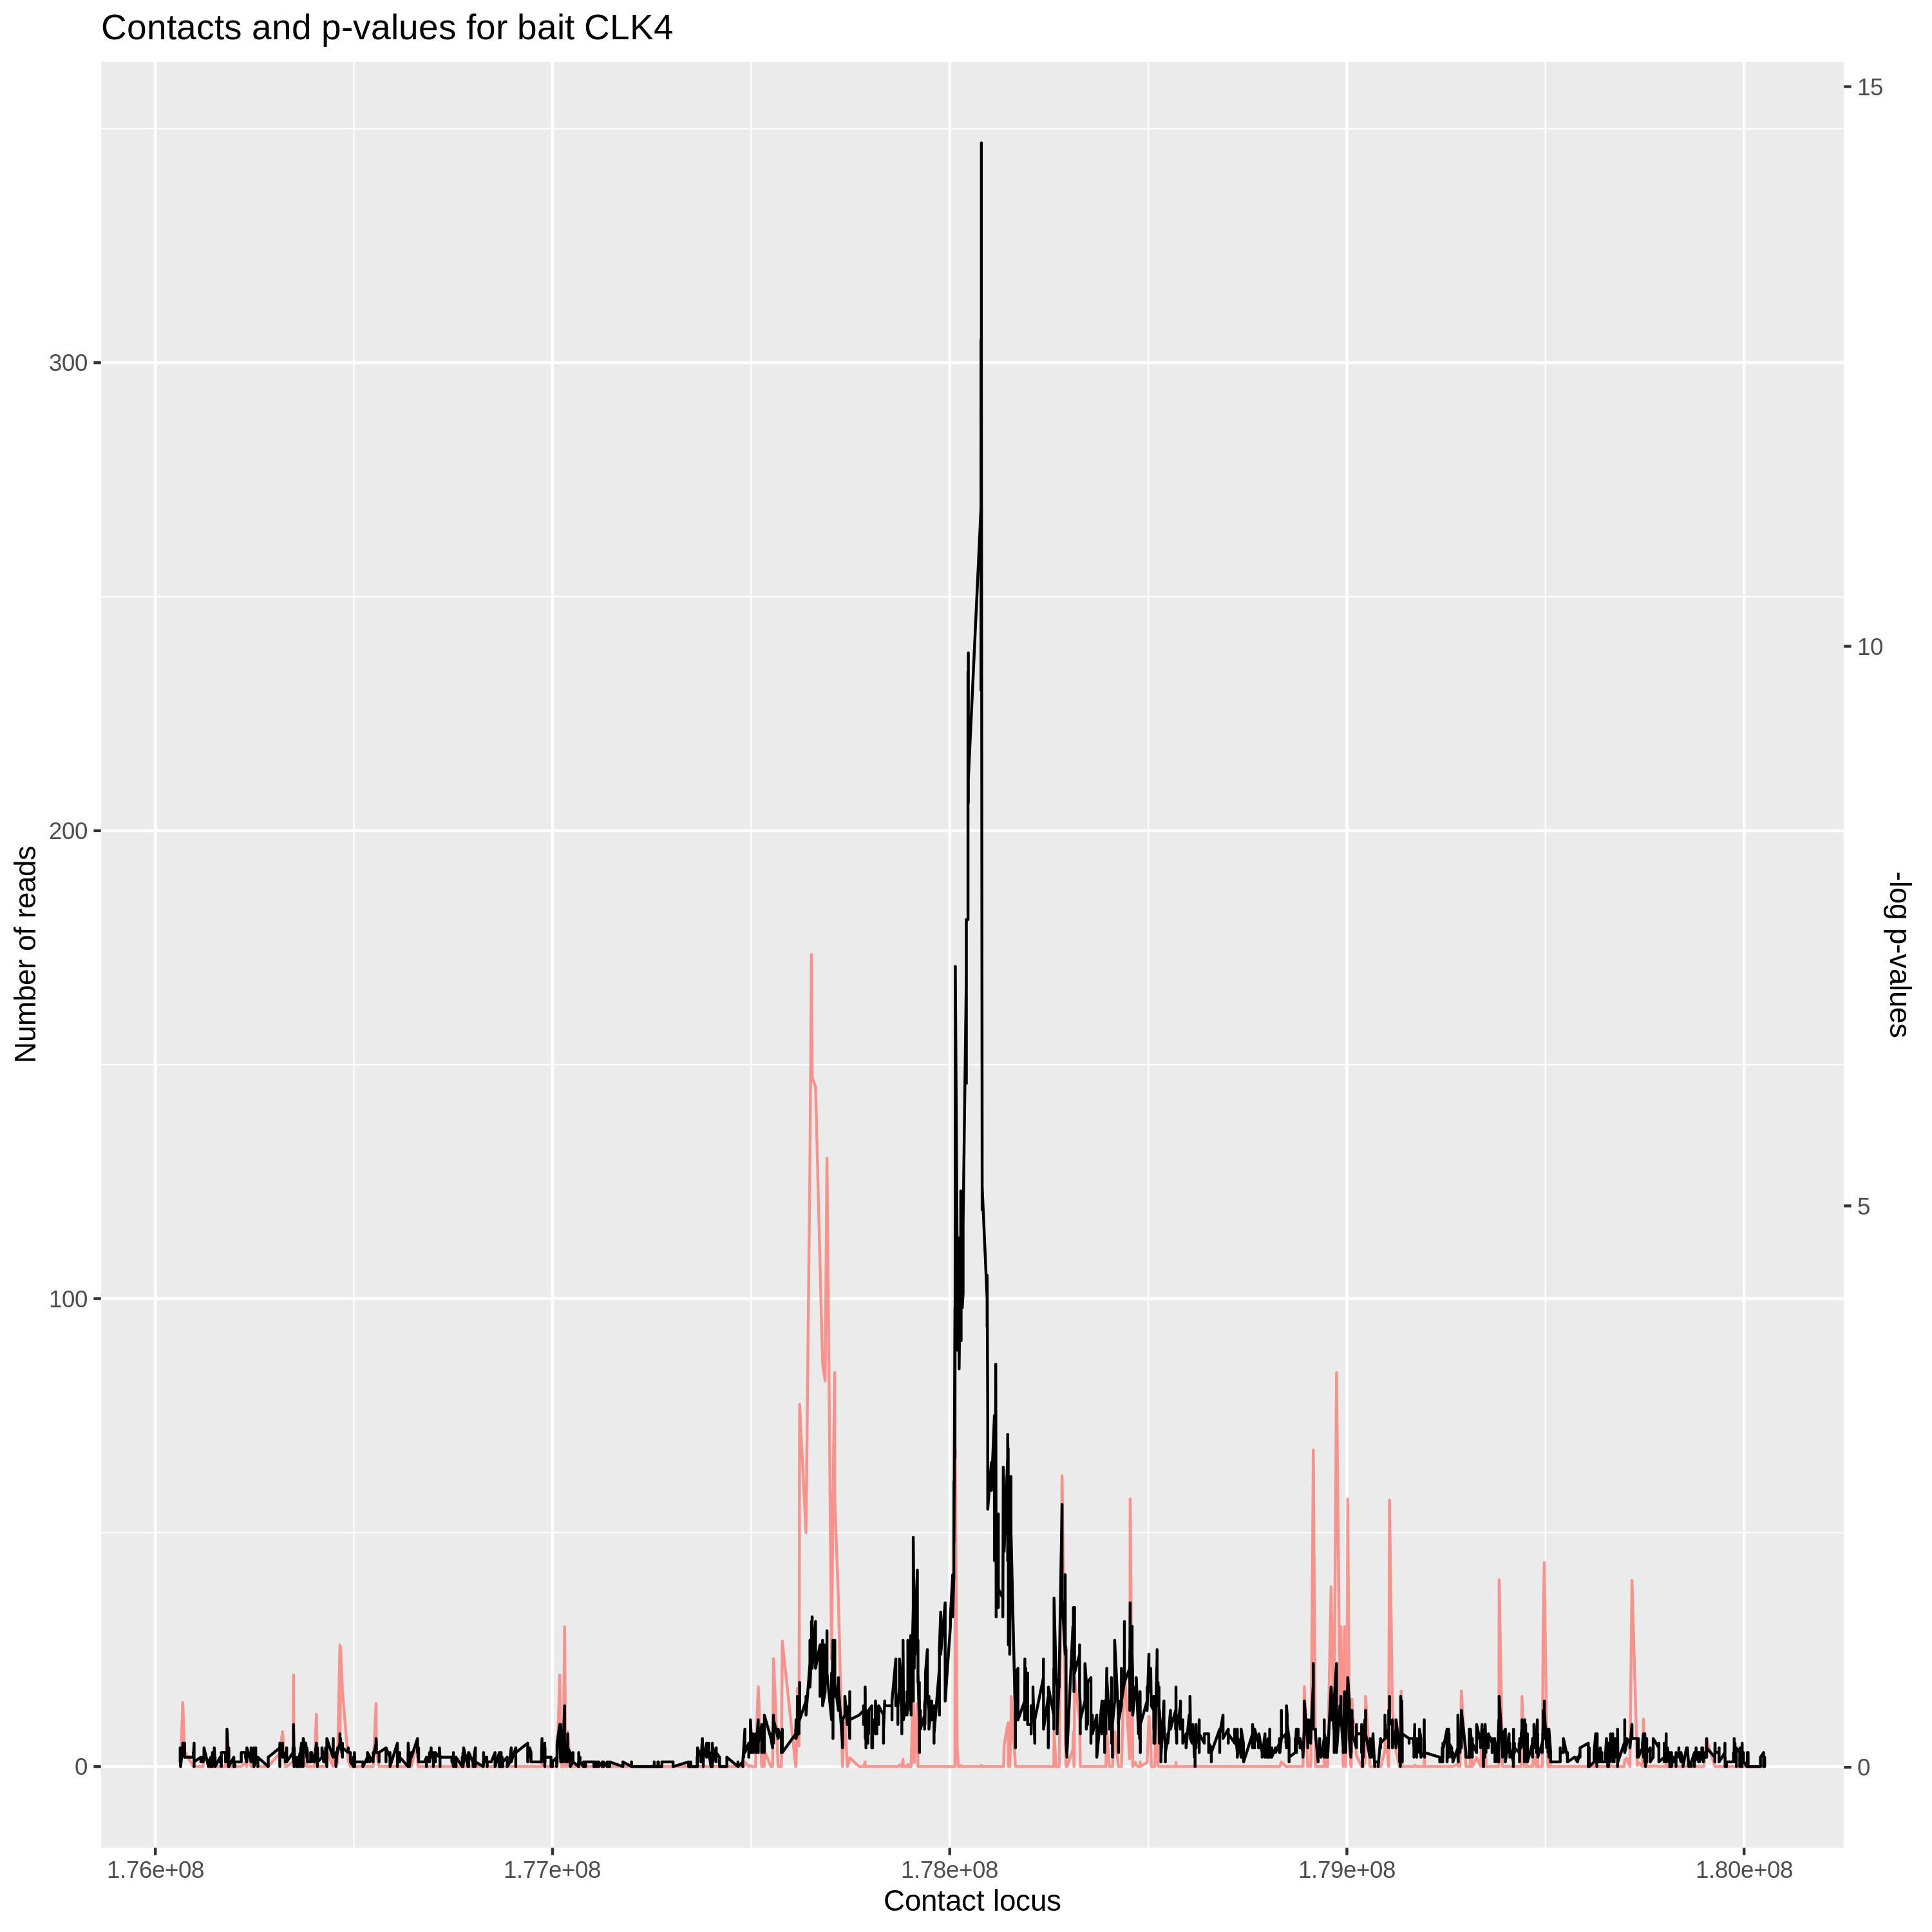 Contacts and p-values for bait CLK4
15
300
10
200
Number of reads
-log p-values
5
100
0
0
1.76e+08
1.77e+08
1.78e+08
1.79e+08
1.80e+08
Contact locus